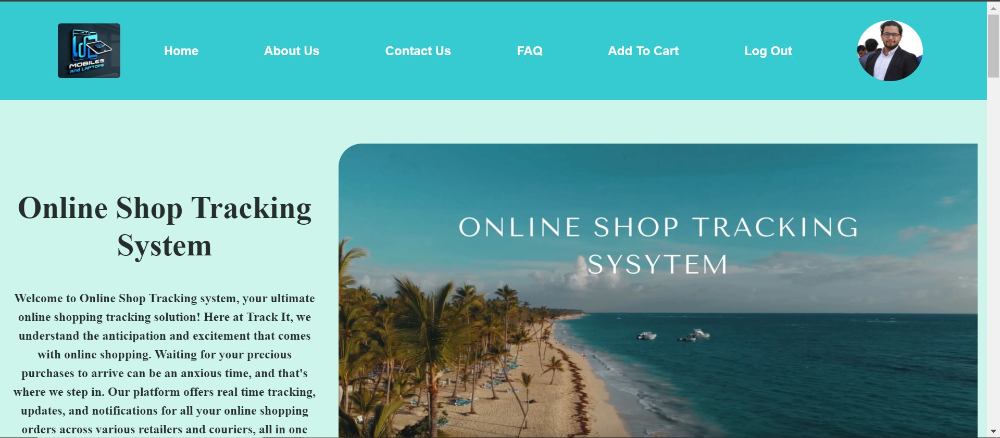 MOBILES
AND LAPTOPS
Home
About Us
Contact Us
FAQ
Add To Cart
Log Out
Online Shop Tracking
System
Welcome to Online Shop Tracking system, your ultimate
online shopping tracking solution! Here at Track It, we
understand the anticipation and excitement that comes
with online shopping. Waiting for your precious
purchases to arrive can be an anxious time, and that's
where we step in. Our platform offers real time tracking,
updates, and notifications for all your online shopping
orders across various retailers and couriers, all in one
ONLINE SHOP TRACKING
SYSYTEM